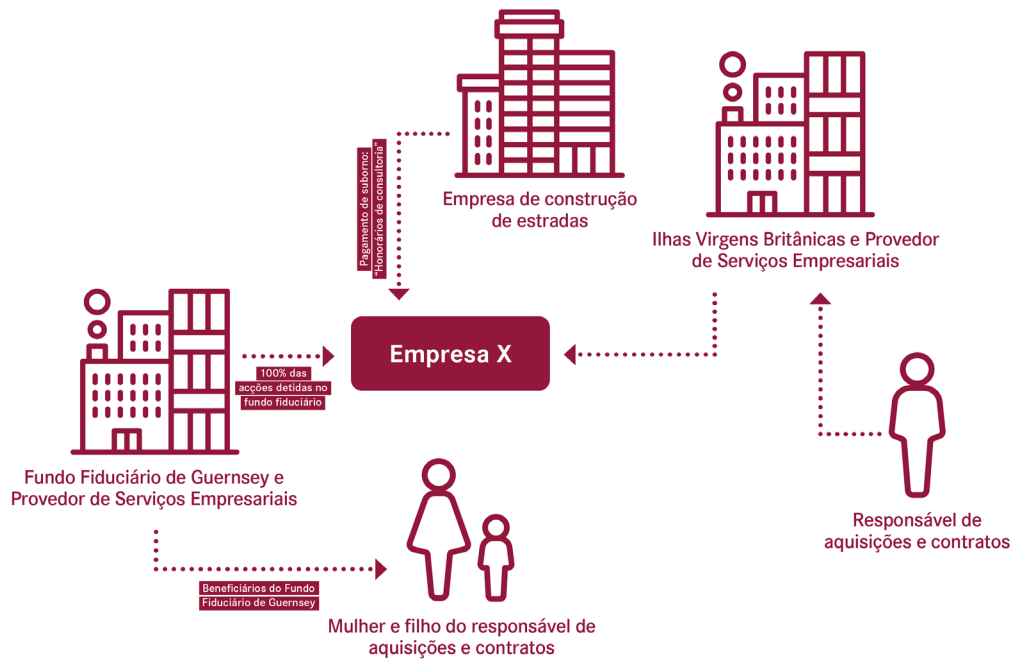 Empresa de construção
de estradas
Ilhas Virgens Britânicas e Provedor
de Serviços Empresariais
Pagamento de suborno:
"Honorários de consultoria"
Empresa X
100% das
acções detidas no
fundo fiduciário
Fundo Fiduciário de Guernsey e
Provedor de Serviços Empresariais
Responsável de
aquisições e contratos
Beneficiários do Fundo
Fiduciário de Guernsey
Mulher e filho do responsável de
aquisições e contratos